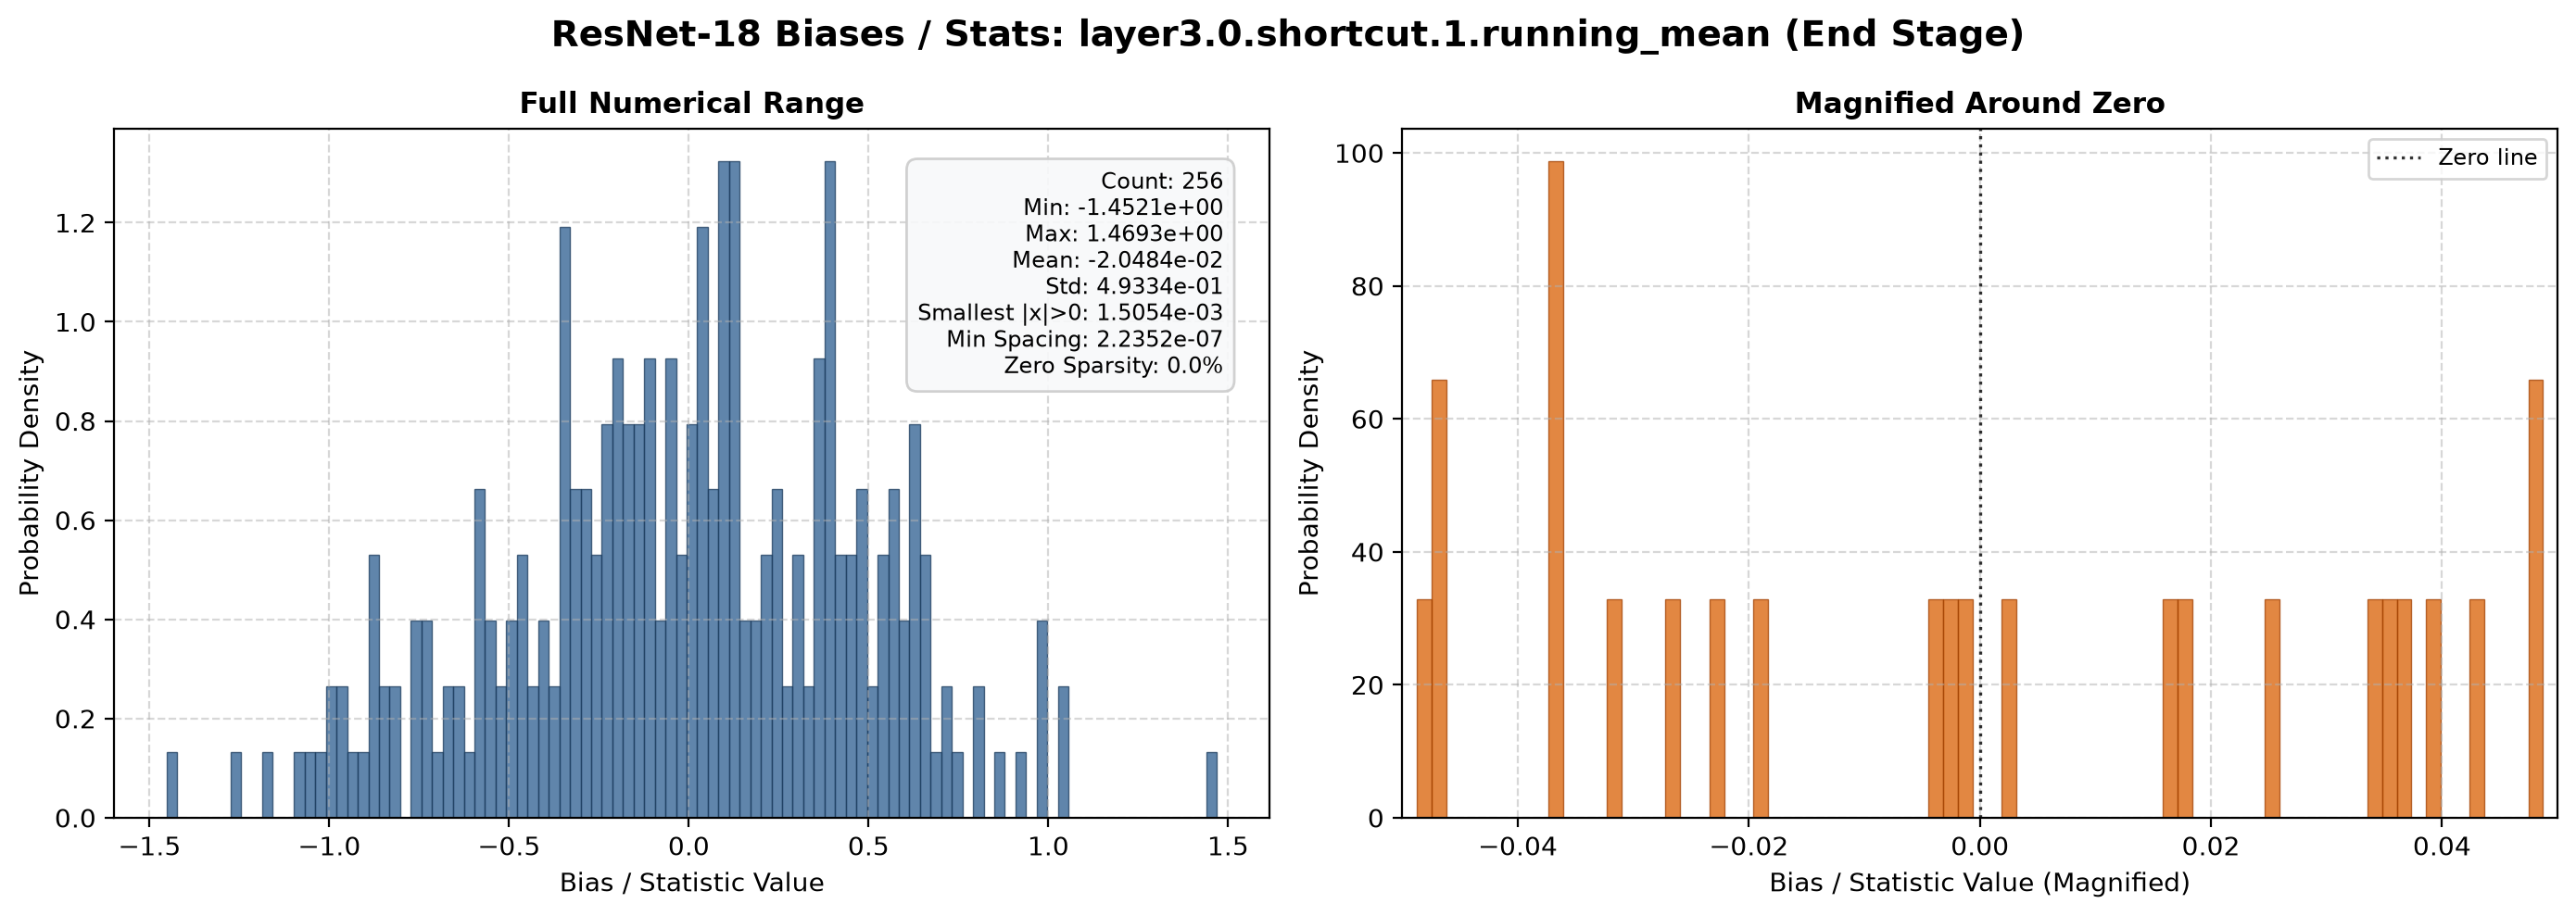 ResNet-18 Biases / Stats: layer3.0.shortcut.1.running_mean (End Stage)
Full Numerical Range
Probability Density
1.2
1.0
0.8
0.6
0.4
0.2
0.0
Count: 256
Min: -1.4521e+00
Max: 1.4693e+00
Mean: -2.0484e-02
Std: 4.9334e-01
Smallest |x|>0: 1.5054e-03
Min Spacing: 2.2352e-07
Zero Sparsity: 0.0%
−1.5 −1.0 −0.5 0.0 0.5 1.0 1.5
Bias / Statistic Value
Magnified Around Zero
Probability Density
100
80
60
40
20
0
Zero line
−0.04 −0.02 0.00 0.02 0.04
Bias / Statistic Value (Magnified)